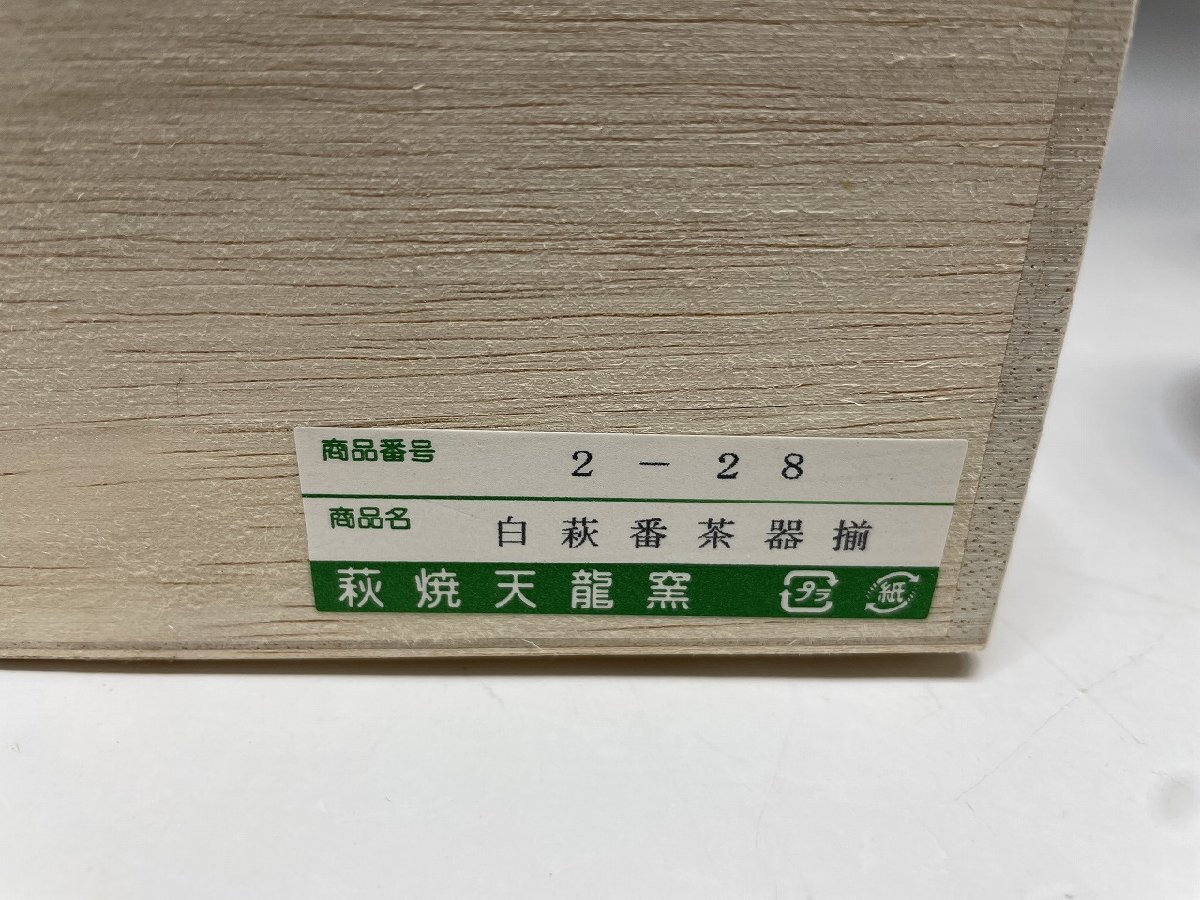 商品番号 2-28
商品名 白萩番茶器揃
萩焼天龍窯 プラ 紙